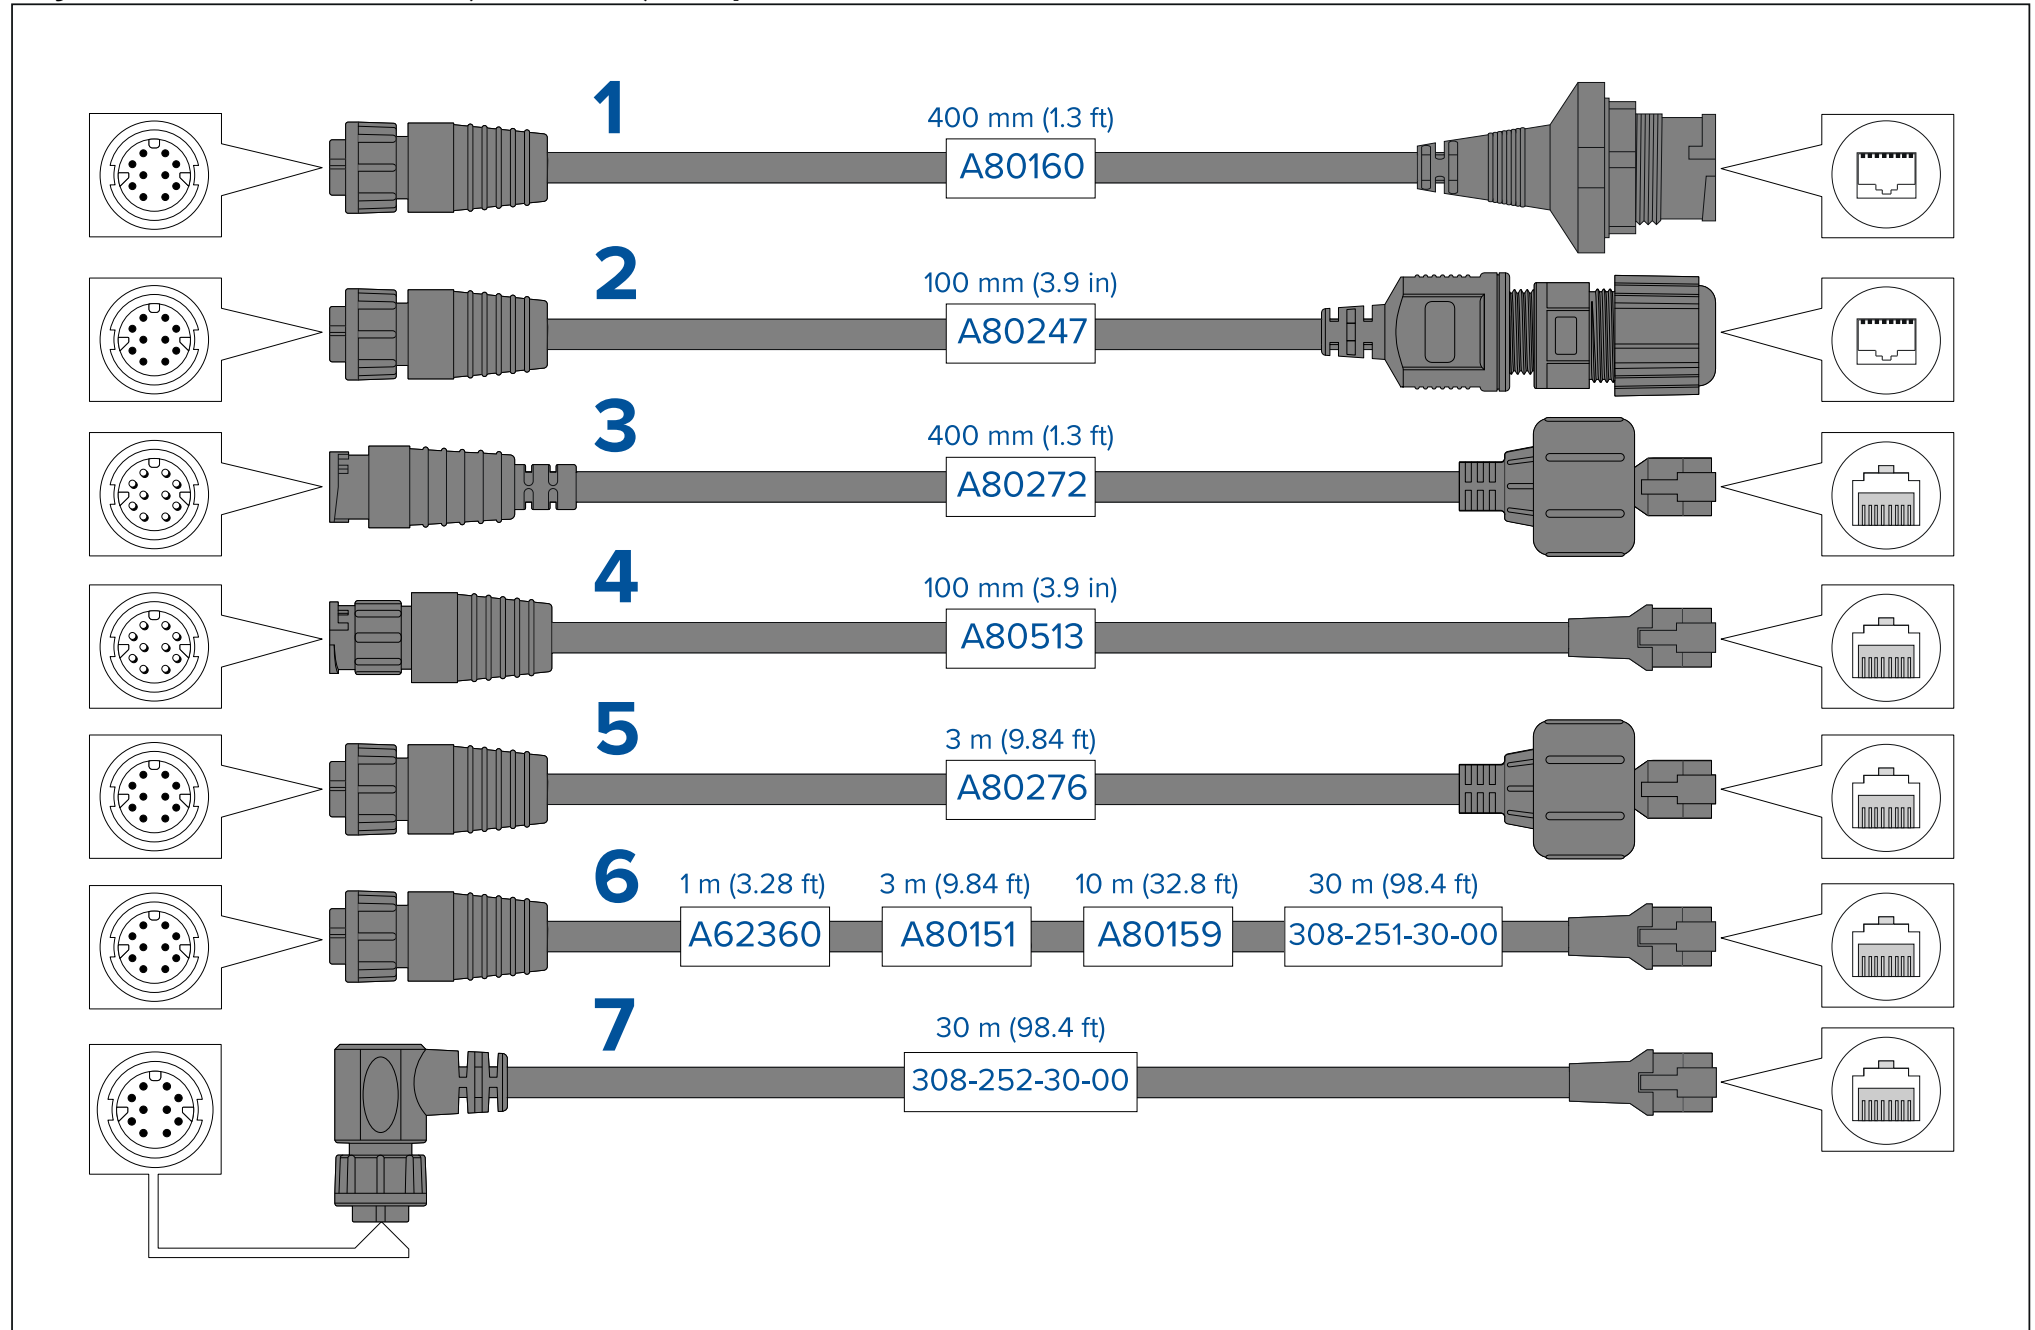 1
400 mm (1.3 ft)
A80160
2
100 mm (3.9 in)
A80247
3
400 mm (1.3 ft)
A80272
4
100 mm (3.9 in)
A80513
5
3 m (9.84 ft)
A80276
6
1 m (3.28 ft) 3 m (9.84 ft) 10 m (32.8 ft) 30 m (98.4 ft)
A62360 A80151 A80159 308-251-30-00
7
30 m (98.4 ft)
308-252-30-00